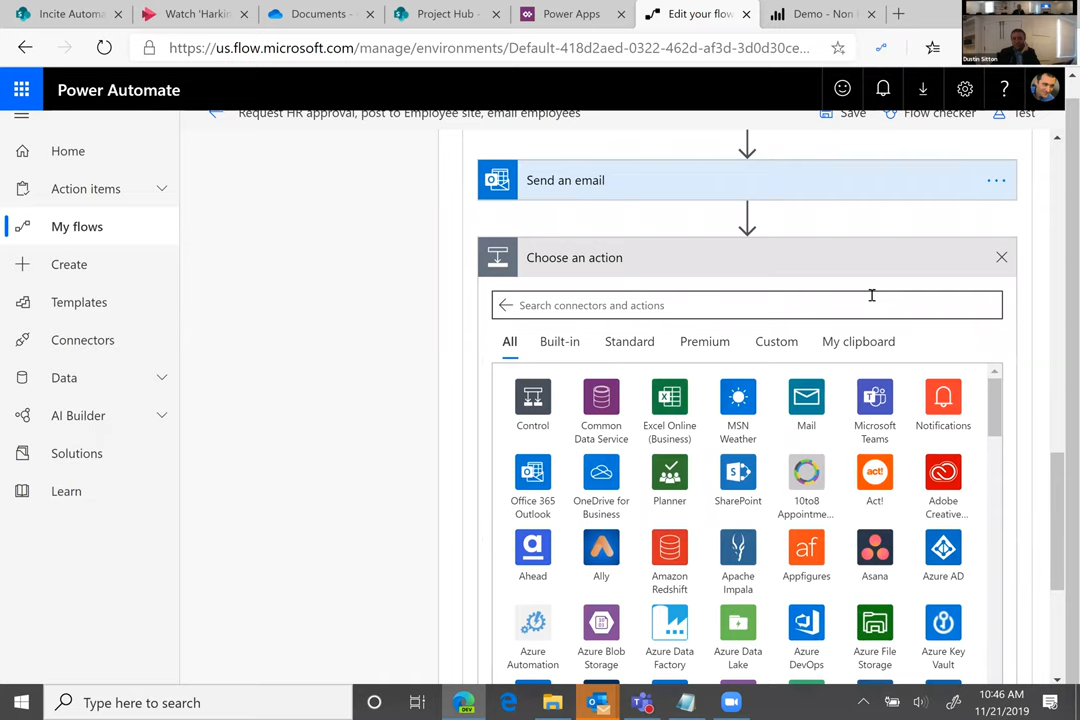 Incite Automa
Watch 'Harkin
Documents -
Project Hub -
Power Apps
Edit your flow
Demo - Non
https://us.flow.microsoft.com/manage/environments/Default-418d2aed-0322-462d-af3d-3d0d30ce...
Dustin Sitton
Power Automate
?
Request HR approval, post to Employee site, email employees
Save
Flow checker
Test
Home
Action items
My flows
Create
Templates
Connectors
Data
AI Builder
Solutions
Learn
Send an email
...
Choose an action
Search connectors and actions
All
Built-in
Standard
Premium
Custom
My clipboard
Control
Common
Data Service
Excel Online
(Business)
MSN
Weather
Mail
Microsoft
Teams
Notifications
Office 365
Outlook
OneDrive for
Business
Planner
SharePoint
10to8
Appointme...
act!
Act!
Adobe
Creative...
a
Ahead
Ally
Amazon
Redshift
Apache
Impala
af
Appfigures
Asana
Azure AD
Azure
Automation
Azure Blob
Storage
Azure Data
Factory
Azure Data
Lake
Azure
DevOps
Azure File
Storage
Azure Key
Vault
Type here to search
DEV
10:46 AM
11/21/2019